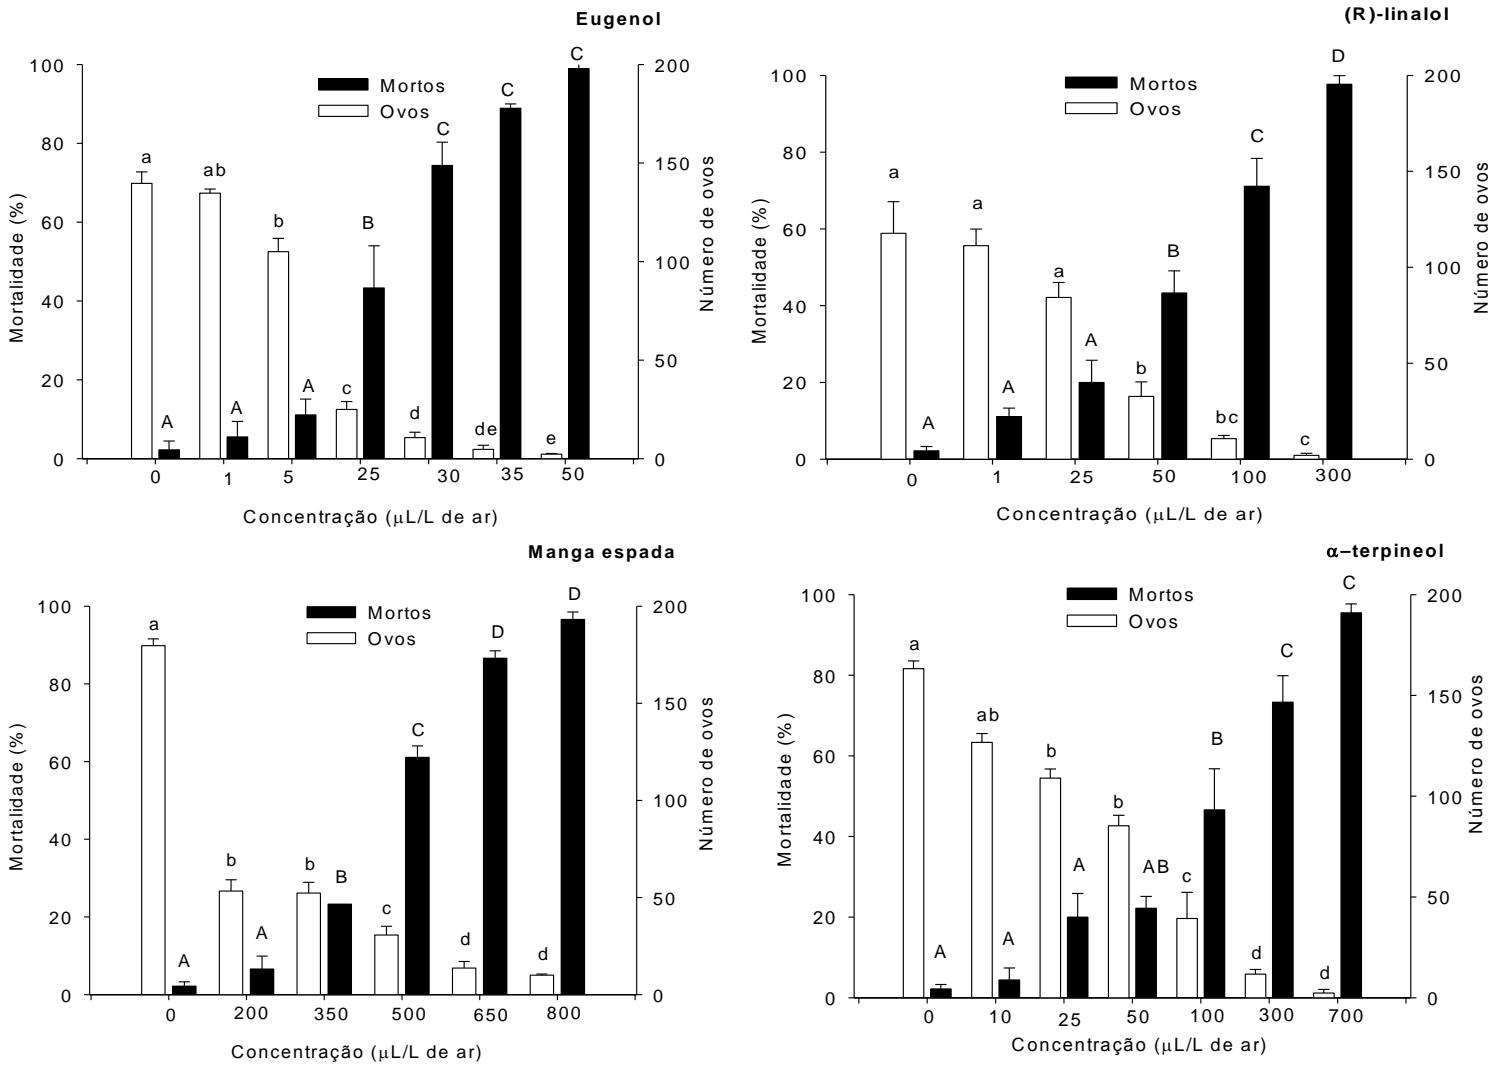 Eugenol
Mortos
Ovos
Mortalidade (%)
100
80
60
40
20
0
a
A
ab
A
b
A
c
B
d
C
de
C
e
C
200
150
100
50
0
Número de ovos
0 1 5 25 30 35 50
Concentração (µL/L de ar)
(R)-linalol
Mortos
Ovos
Mortalidade (%)
100
80
60
40
20
0
a
A
a
A
a
A
b
B
bc
C
c
D
200
150
100
50
0
Número de ovos
0 1 25 50 100 300
Concentração (µL/L de ar)
Manga espada
Mortos
Ovos
Mortalidade (%)
100
80
60
40
20
0
a
A
b
A
b
B
c
C
d
D
d
D
200
150
100
50
0
Número de ovos
0 200 350 500 650 800
Concentração (µL/L de ar)
α–terpineol
Mortos
Ovos
Mortalidade (%)
100
80
60
40
20
0
a
A
ab
A
b
A
b
AB
c
B
d
C
d
C
200
150
100
50
0
Número de ovos
0 10 25 50 100 300 700
Concentração (µL/L de ar)